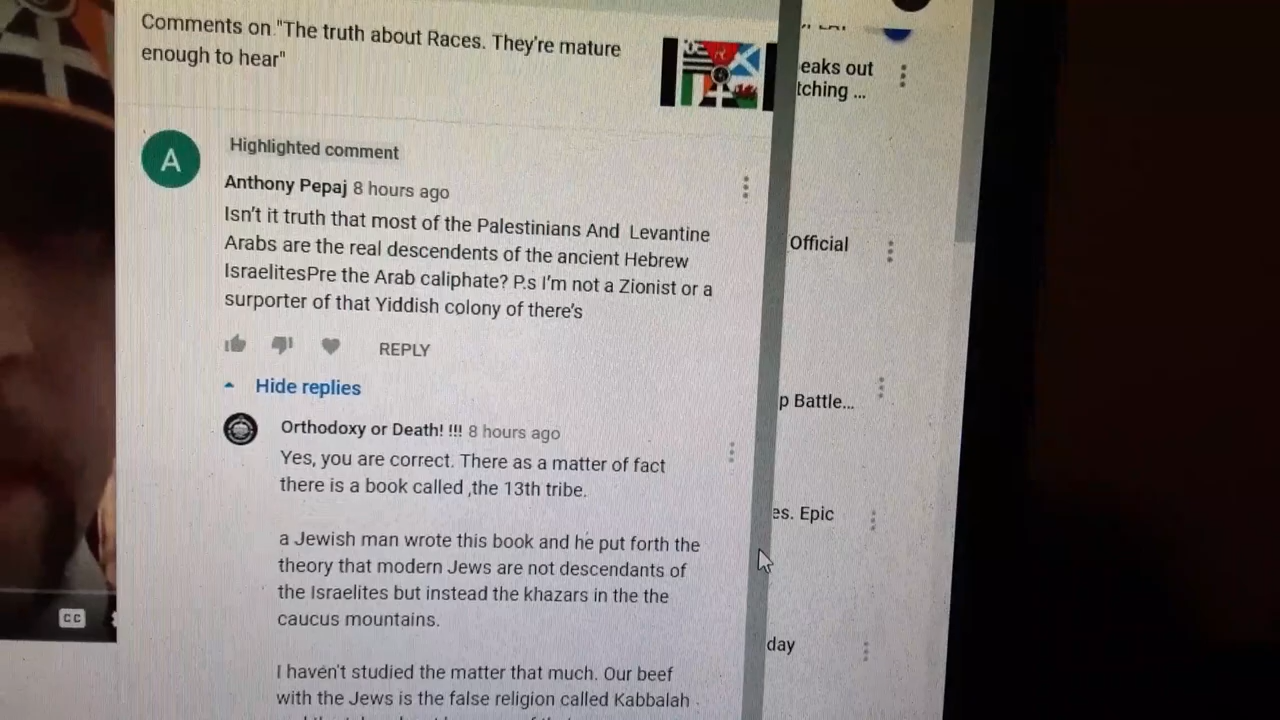 Comments on "The truth about Races. They're mature
enough to hear"
eaks out
tching ...
A
Highlighted comment
Anthony Pepaj 8 hours ago
Isn't it truth that most of the Palestinians And Levantine
Arabs are the real descendents of the ancient Hebrew
IsraelitesPre the Arab caliphate? P.s I'm not a Zionist or a
surporter of that Yiddish colony of there's
Official
REPLY
Hide replies
p Battle...
Orthodoxy or Death! !!! 8 hours ago
Yes, you are correct. There as a matter of fact
there is a book called ,the 13th tribe.
es. Epic
a Jewish man wrote this book and he put forth the
theory that modern Jews are not descendants of
the Israelites but instead the khazars in the the
caucus mountains.
CC
day
I haven't studied the matter that much. Our beef
with the Jews is the false religion called Kabbalah